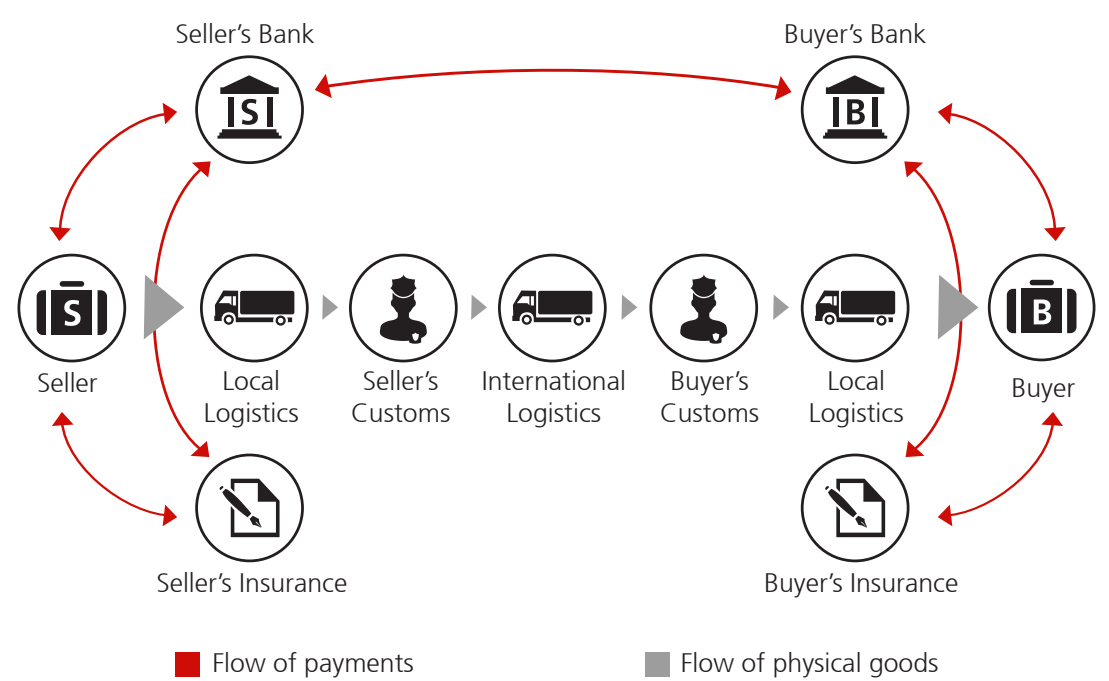 Seller's Bank
Buyer's Bank
S
B
S
B
Seller
Local
Logistics
Seller's
Customs
International
Logistics
Buyer's
Customs
Local
Logistics
Buyer
Seller's Insurance
Buyer's Insurance
Flow of payments
Flow of physical goods